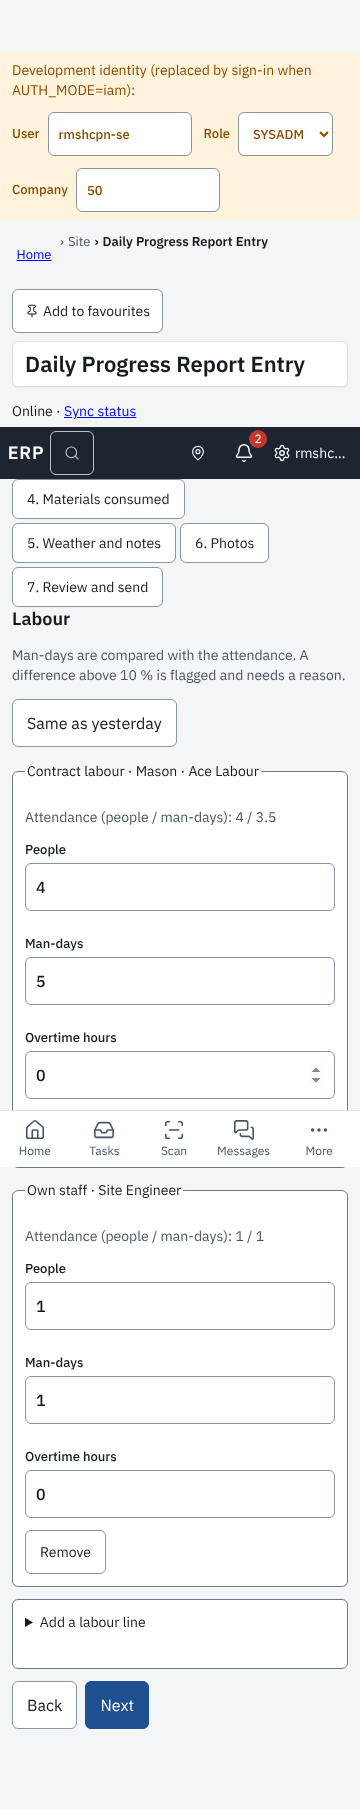 Development identity (replaced by sign-in when
AUTH_MODE=iam):
User rmshcpn-se Role SYSADM
Company 50
Home › Site › Daily Progress Report Entry
Add to favourites
Daily Progress Report Entry
Online · Sync status
ERP 2 rmshc...
4. Materials consumed
5. Weather and notes 6. Photos
7. Review and send
Labour
Man-days are compared with the attendance. A
difference above 10 % is flagged and needs a reason.
Same as yesterday
Contract labour · Mason · Ace Labour
Attendance (people / man-days): 4 / 3.5
People
4
Man-days
5
Overtime hours
0
Home Tasks Scan Messages More
Own staff · Site Engineer
Attendance (people / man-days): 1 / 1
People
1
Man-days
1
Overtime hours
0
Remove
Add a labour line
Back Next